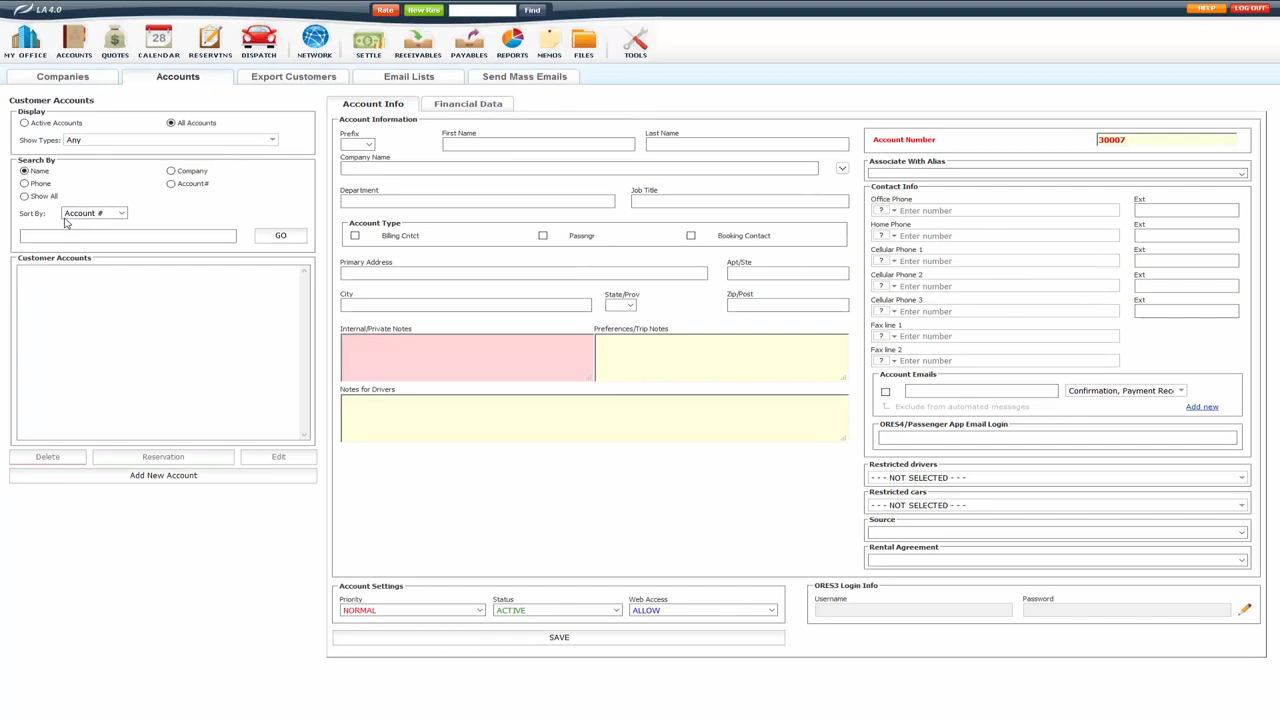 LA 4.0
Rate
New Res
Find
HELP
LOG OUT
28
MY OFFICE
ACCOUNTS
QUOTES
CALENDAR
RESERVTNS
DISPATCH
NETWORK
SETTLE
RECEIVABLES
PAYABLES
REPORTS
MEMOS
FILES
TOOLS
Companies
Accounts
Export Customers
Email Lists
Send Mass Emails
Customer Accounts
Display
Active Accounts
All Accounts
Show Types:
Any
Search By
Name
Company
Phone
Account#
Show All
Sort By:
Account #
GO
Customer Accounts
Delete
Reservation
Edit
Add New Account
Account Info
Financial Data
Account Information
Prefix
First Name
Last Name
Company Name
Department
Job Title
Account Type
Billing Cntct
Passngr
Booking Contact
Primary Address
Apt/Ste
City
State/Prov
Zip/Post
Internal/Private Notes
Preferences/Trip Notes
Notes for Drivers
Account Number
30007
Associate With Alias
Contact Info
Office Phone
Ext
? Enter number
Home Phone
Ext
? Enter number
Cellular Phone 1
Ext
? Enter number
Cellular Phone 2
Ext
? Enter number
Cellular Phone 3
Ext
? Enter number
Fax line 1
? Enter number
Fax line 2
? Enter number
Account Emails
Confirmation, Payment Rec
Exclude from automated messages
Add new
ORES4/Passenger App Email Login
Restricted drivers
- - - NOT SELECTED - - -
Restricted cars
- - - NOT SELECTED - - -
Source
Rental Agreement
Account Settings
Priority
Status
Web Access
NORMAL
ACTIVE
ALLOW
ORES3 Login Info
Username
Password
SAVE